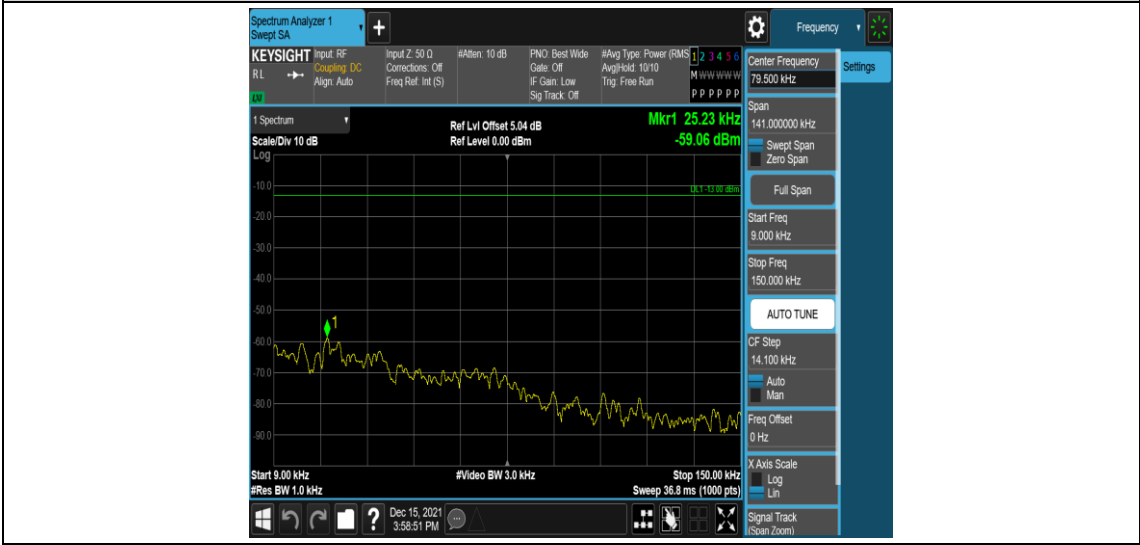 Spectrum Analyzer 1
Swept SA
+
Frequency
KEYSIGHT
RL
LM
Input: RF
Coupling: DC
Align: Auto
Input Z: 50 Ω
Corrections: Off
Freq Ref: Int (S)
#Atten: 10 dB
PNO: Best Wide
Gate: Off
IF Gain: Low
Sig Track: Off
#Avg Type: Power (RMS
Avg|Hold: 10/10
Trig: Free Run
1 2 3 4 5 6
M W W W W W
P P P P P P
1 Spectrum
Scale/Div 10 dB
Log
Ref Lvl Offset 5.04 dB
Ref Level 0.00 dBm
Mkr1 25.23 kHz
-59.06 dBm
DL1 -13.00 dBm
-10.0
-20.0
-30.0
-40.0
-50.0
-60.0
-70.0
-80.0
-90.0
1
Start 9.00 kHz
#Res BW 1.0 kHz
#Video BW 3.0 kHz
Stop 150.00 kHz
Sweep 36.8 ms (1000 pts)
?
Dec 15, 2021
3:58:51 PM
Center Frequency
79.500 kHz
Span
141.000000 kHz
Swept Span
Zero Span
Full Span
Start Freq
9.000 kHz
Stop Freq
150.000 kHz
AUTO TUNE
CF Step
14.100 kHz
Auto
Man
Freq Offset
0 Hz
X Axis Scale
Log
Lin
Signal Track
(Span Zoom)
Settings